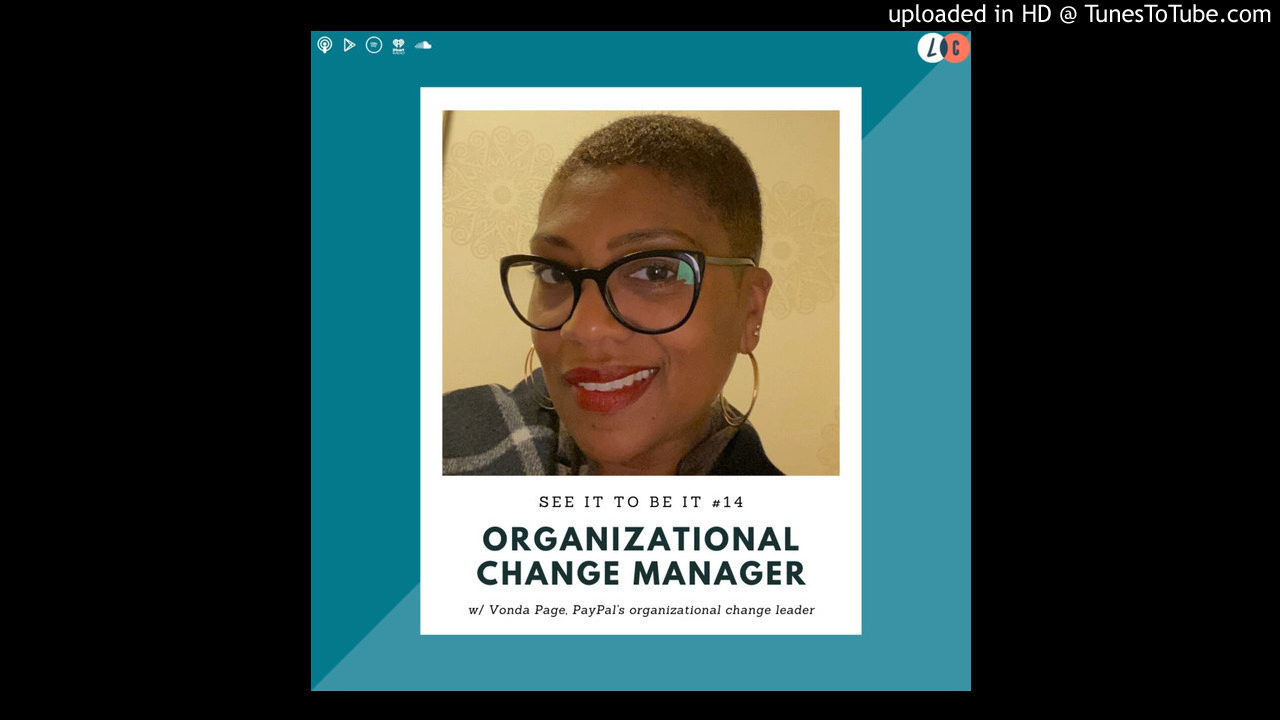 uploaded in HD @ TunesToTube.com
L C
SEE IT TO BE IT #14
ORGANIZATIONAL
CHANGE MANAGER
w/ Vonda Page, PayPal's organizational change leader